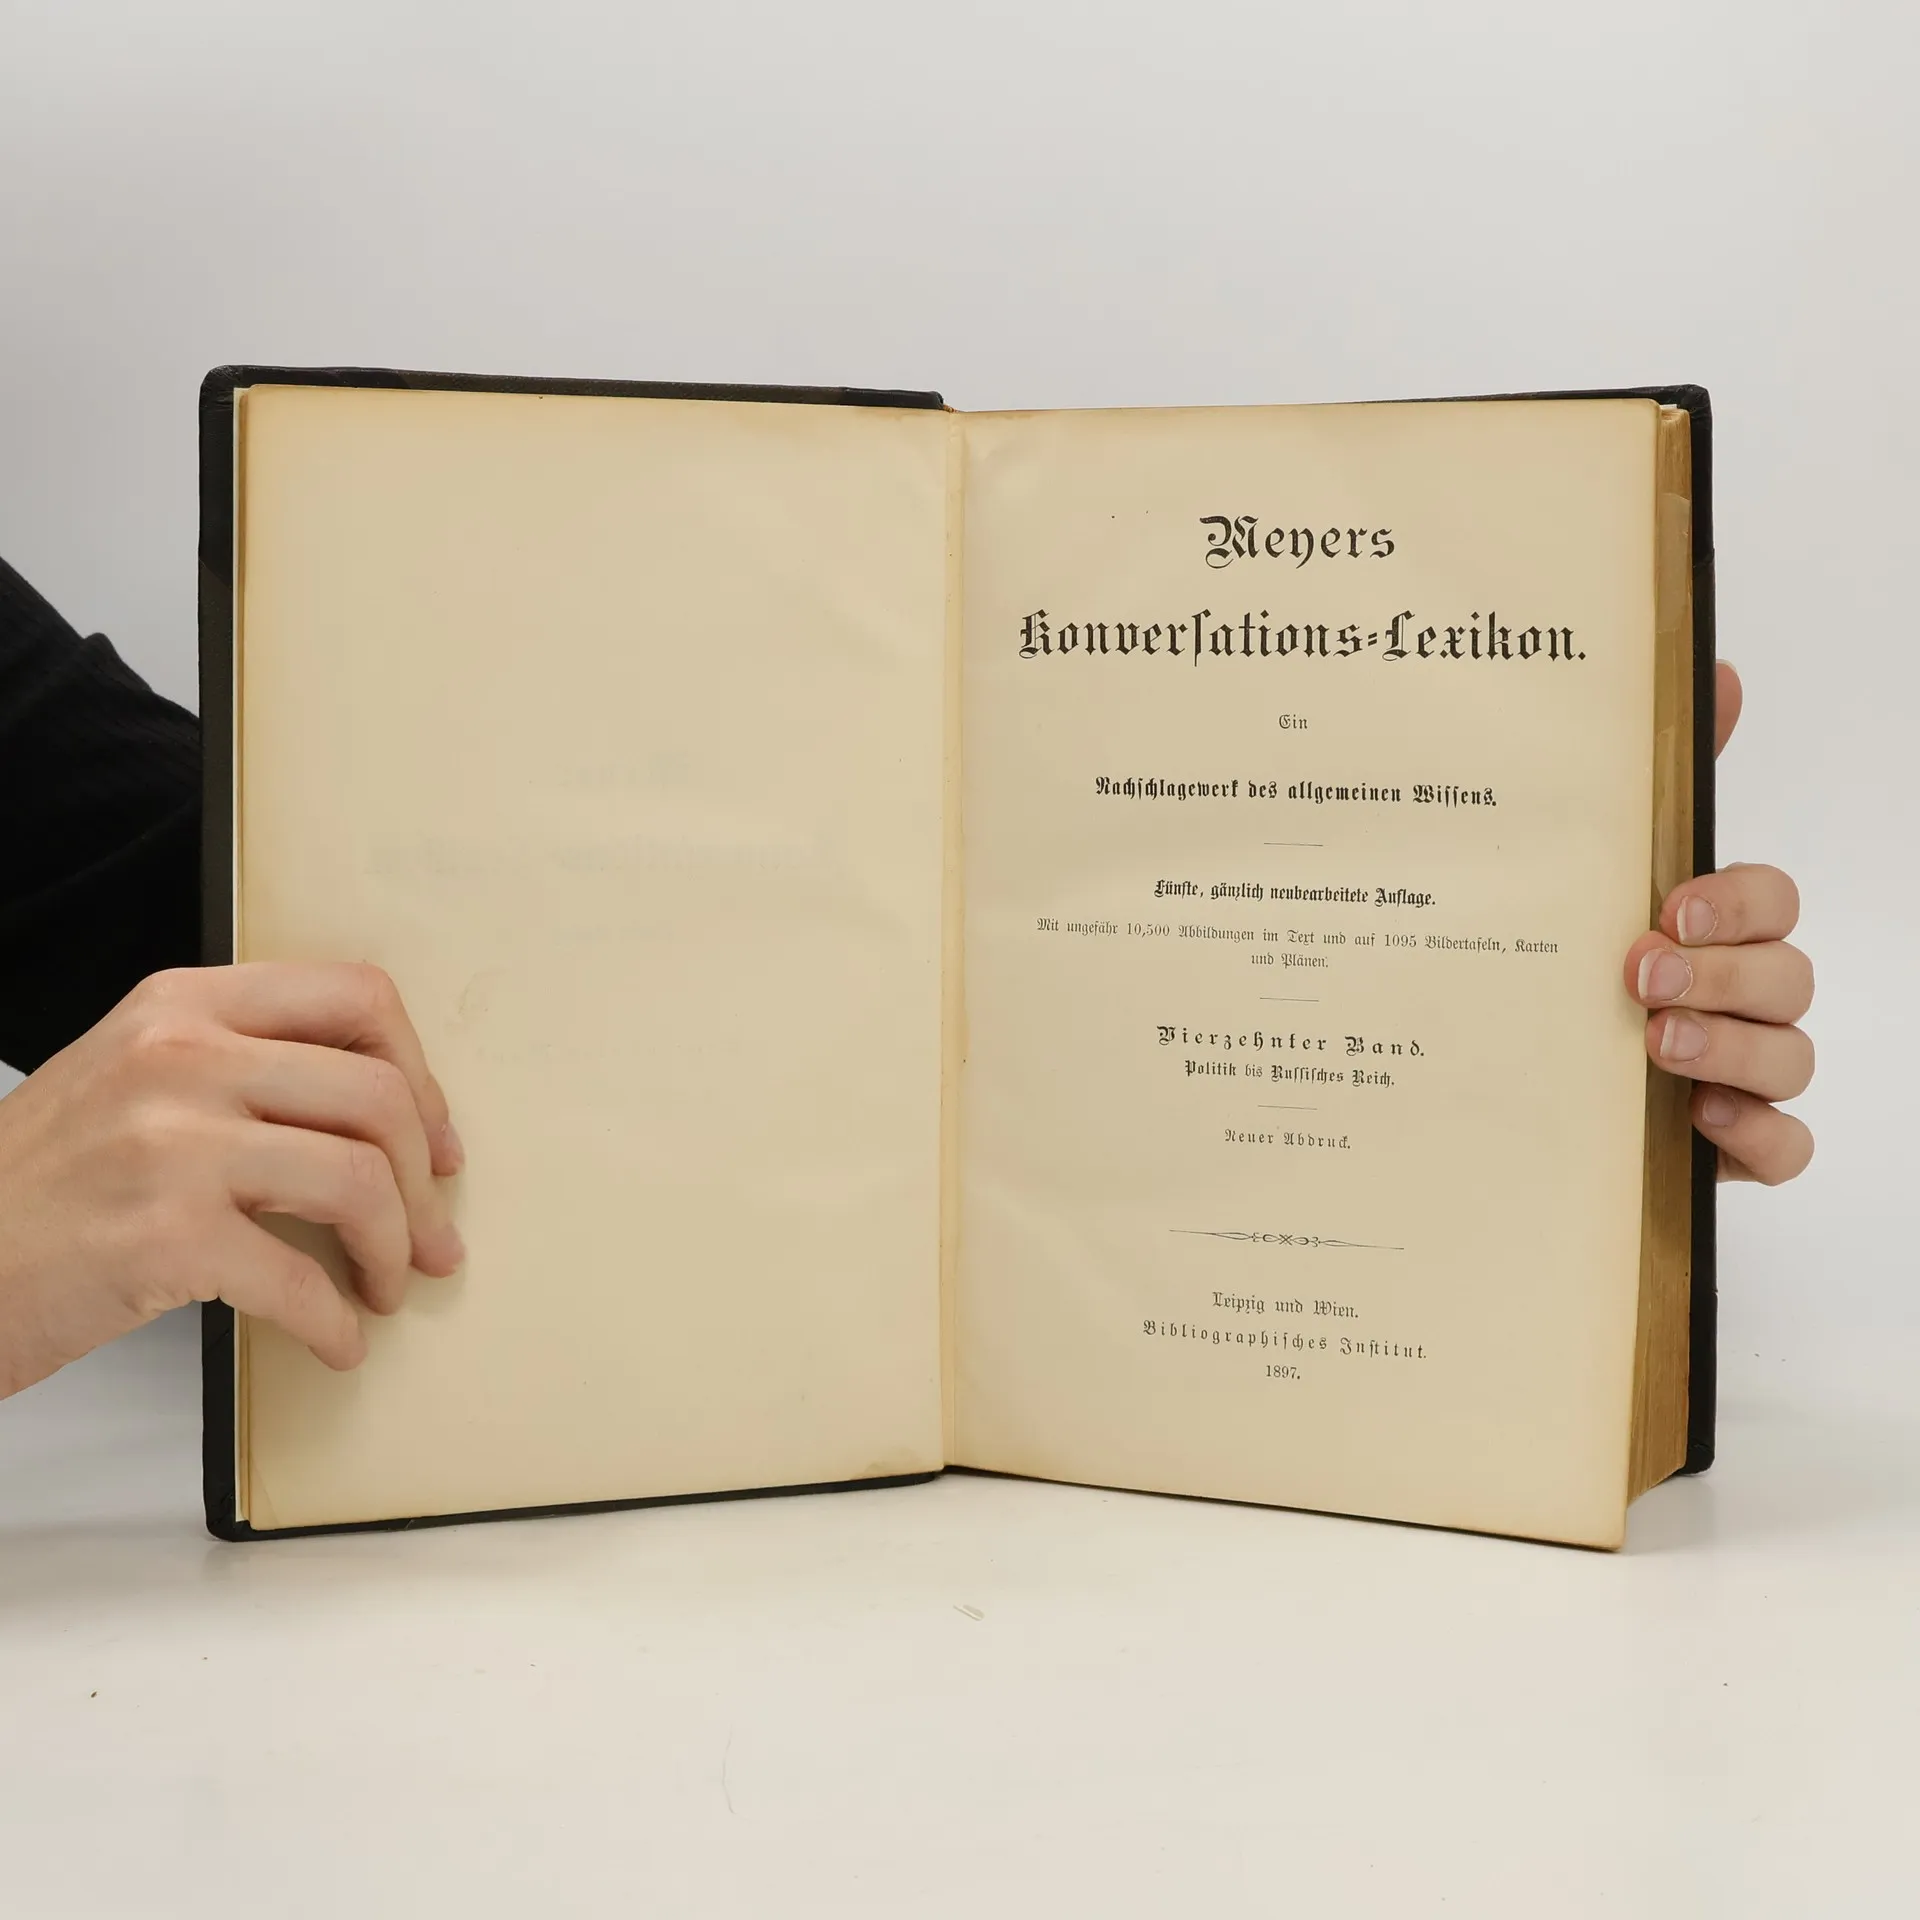 Meyers
Konverſations-Lexikon.
Ein
Nachſchlagewerk des allgemeinen Wiſſens.
Fünfte, gänzlich neubearbeitete Auflage.
Mit ungefähr 10,500 Abbildungen im Text und auf 1095 Bildertafeln, Karten
und Plänen.
Vierzehnter Band.
Politik bis Ruſſiſches Reich.
Neuer Abdruck.
Leipzig und Wien.
Bibliographiſches Inſtitut.
1897.